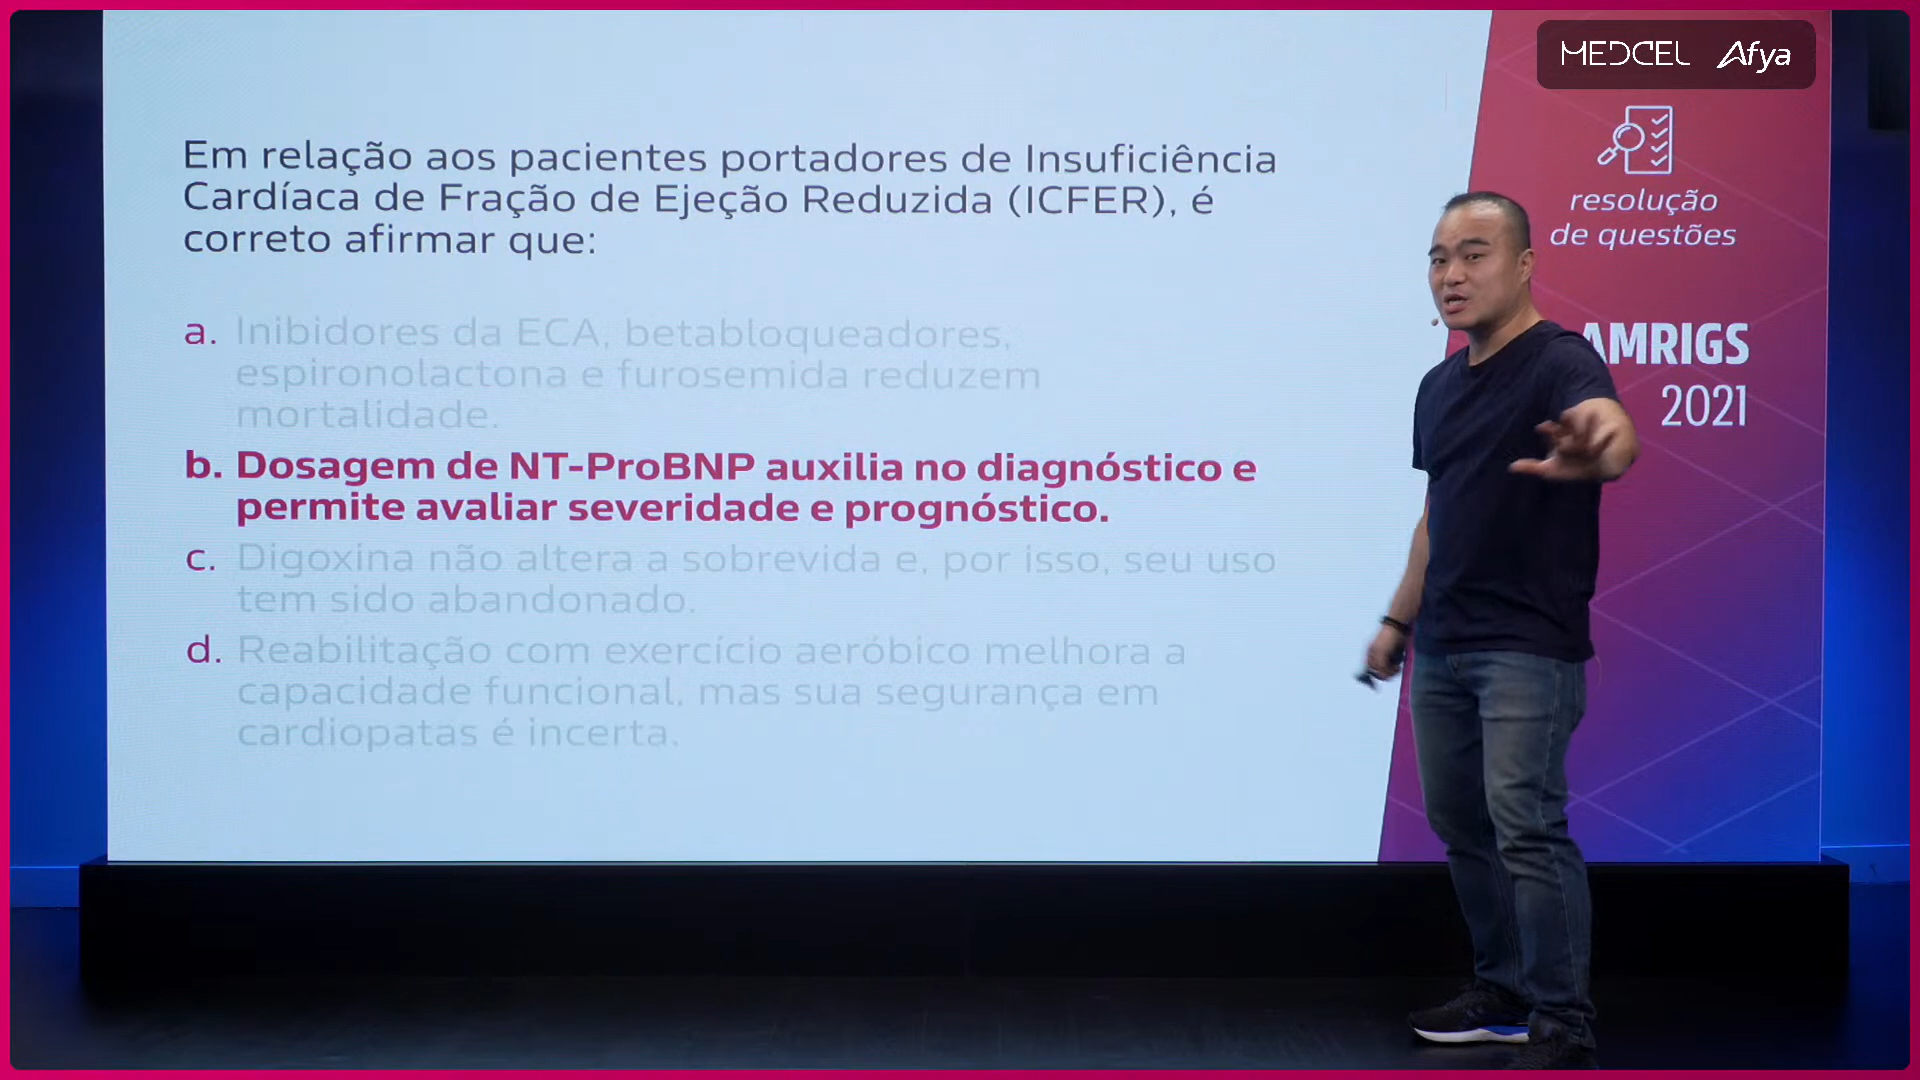 MEDCEL Afya
resolução
de questões
AMRIGS
2021
Em relação aos pacientes portadores de Insuficiência
Cardíaca de Fração de Ejeção Reduzida (ICFER), é
correto afirmar que:
a. Inibidores da ECA, betabloqueadores,
espironolactona e furosemida reduzem
mortalidade.
b. Dosagem de NT-ProBNP auxilia no diagnóstico e
permite avaliar severidade e prognóstico.
c. Digoxina não altera a sobrevida e, por isso, seu uso
tem sido abandonado.
d. Reabilitação com exercício aeróbico melhora a
capacidade funcional, mas sua segurança em
cardiopatas é incerta.